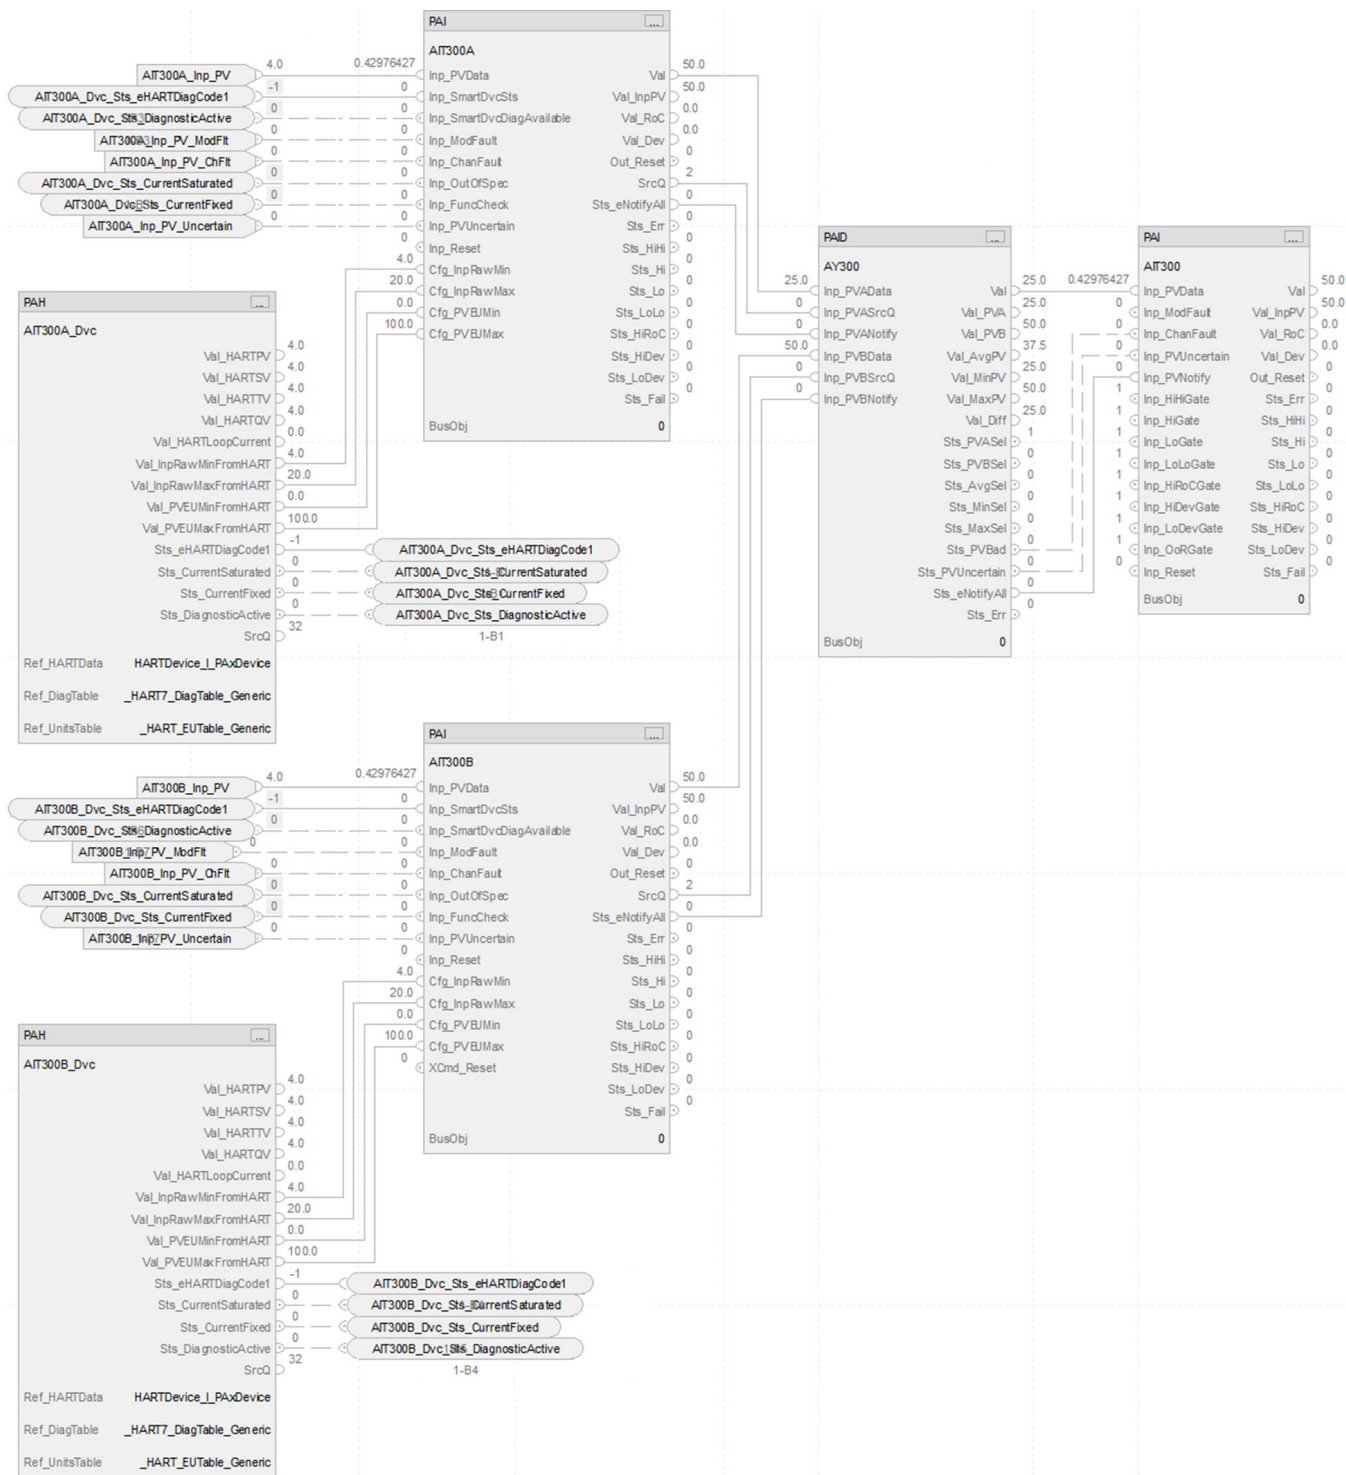 PAI ...
AIT300A
AIT300A_Inp_PV 4.0 0.42976427 Inp_PVData Val 50.0
AIT300A_Dvc_Sts_eHARTDiagCode1 -1 0 Inp_SmartDvcSts Val_InpPV 50.0
AIT300A_Dvc_Sts_DiagnosticActive 0 0 Inp_SmartDvcDiagAvailable Val_RoC 0.0
AIT300A_Inp_PV_ModFlt 0 0 Inp_ModFault Val_Dev 0.0
AIT300A_Inp_PV_ChFlt 0 0 Inp_ChanFault Out_Reset 0
AIT300A_Dvc_Sts_CurrentSaturated 0 0 Inp_OutOfSpec SrcQ 2
AIT300A_Dvc_Sts_CurrentFixed 0 0 Inp_FuncCheck Sts_eNotifyAll 0
AIT300A_Inp_PV_Uncertain 0 0 Inp_PVUncertain Sts_Err 0
0 Inp_Reset Sts_HiHi 0
4.0 Cfg_InpRawMin Sts_Hi 0
20.0 Cfg_InpRawMax Sts_Lo 0
0.0 Cfg_PVEUMin Sts_LoLo 0
100.0 Cfg_PVEUMax Sts_HiRoC 0
Sts_HiDev 0
Sts_LoDev 0
Sts_Fail 0
BusObj 0
PAH ...
AIT300A_Dvc
Val_HARTPV 4.0
Val_HARTSV 4.0
Val_HARTTV 4.0
Val_HARTQV 4.0
Val_HARTLoopCurrent 0.0
Val_InpRawMinFromHART 4.0
Val_InpRawMaxFromHART 20.0
Val_PVEUMinFromHART 0.0
Val_PVEUMaxFromHART 100.0
Sts_eHARTDiagCode1 -1 AIT300A_Dvc_Sts_eHARTDiagCode1
Sts_CurrentSaturated 0 AIT300A_Dvc_Sts_CurrentSaturated
Sts_CurrentFixed 0 AIT300A_Dvc_Sts_CurrentFixed
Sts_DiagnosticActive 0 AIT300A_Dvc_Sts_DiagnosticActive
SrcQ 32 1-B1
Ref_HARTData HARTDevice_I_PAxDevice
Ref_DiagTable _HART7_DiagTable_Generic
Ref_UnitsTable _HART_EUTable_Generic
PAID ...
AY300
25.0 Inp_PVAData Val 25.0
0 Inp_PVASrcQ Val_PVA 25.0
0 Inp_PVANotify Val_PVB 50.0
50.0 Inp_PVBData Val_AvgPV 37.5
0 Inp_PVBSrcQ Val_MinPV 25.0
0 Inp_PVBNotify Val_MaxPV 50.0
Val_Diff 25.0
Sts_PVASel 1
Sts_PVBSel 0
Sts_AvgSel 0
Sts_MinSel 0
Sts_MaxSel 0
Sts_PVBad 0
Sts_PVUncertain 0
Sts_eNotifyAll 0
Sts_Err 0
BusObj 0
PAI ...
AIT300
0.42976427 Inp_PVData Val 50.0
0 Inp_ModFault Val_InpPV 50.0
0 Inp_ChanFault Val_RoC 0.0
0 Inp_PVUncertain Val_Dev 0.0
0 Inp_PVNotify Out_Reset 0
1 Inp_HiHiGate Sts_Err 0
1 Inp_HiGate Sts_HiHi 0
1 Inp_LoGate Sts_Hi 0
1 Inp_LoLoGate Sts_Lo 0
1 Inp_HiRoCGate Sts_LoLo 0
1 Inp_HiDevGate Sts_HiRoC 0
1 Inp_LoDevGate Sts_HiDev 0
1 Inp_OoRGate Sts_LoDev 0
0 Inp_Reset Sts_Fail 0
BusObj 0
PAI ...
AIT300B
AIT300B_Inp_PV 4.0 0.42976427 Inp_PVData Val 50.0
AIT300B_Dvc_Sts_eHARTDiagCode1 -1 0 Inp_SmartDvcSts Val_InpPV 50.0
AIT300B_Dvc_Sts_DiagnosticActive 0 0 Inp_SmartDvcDiagAvailable Val_RoC 0.0
AIT300B_Inp_PV_ModFlt 0 0 Inp_ModFault Val_Dev 0.0
AIT300B_Inp_PV_ChFlt 0 0 Inp_ChanFault Out_Reset 0
AIT300B_Dvc_Sts_CurrentSaturated 0 0 Inp_OutOfSpec SrcQ 2
AIT300B_Dvc_Sts_CurrentFixed 0 0 Inp_FuncCheck Sts_eNotifyAll 0
AIT300B_Inp_PV_Uncertain 0 0 Inp_PVUncertain Sts_Err 0
0 Inp_Reset Sts_HiHi 0
4.0 Cfg_InpRawMin Sts_Hi 0
20.0 Cfg_InpRawMax Sts_Lo 0
0.0 Cfg_PVEUMin Sts_LoLo 0
100.0 Cfg_PVEUMax Sts_HiRoC 0
0 XCmd_Reset Sts_HiDev 0
Sts_LoDev 0
Sts_Fail 0
BusObj 0
PAH ...
AIT300B_Dvc
Val_HARTPV 4.0
Val_HARTSV 4.0
Val_HARTTV 4.0
Val_HARTQV 4.0
Val_HARTLoopCurrent 0.0
Val_InpRawMinFromHART 4.0
Val_InpRawMaxFromHART 20.0
Val_PVEUMinFromHART 0.0
Val_PVEUMaxFromHART 100.0
Sts_eHARTDiagCode1 -1 AIT300B_Dvc_Sts_eHARTDiagCode1
Sts_CurrentSaturated 0 AIT300B_Dvc_Sts_CurrentSaturated
Sts_CurrentFixed 0 AIT300B_Dvc_Sts_CurrentFixed
Sts_DiagnosticActive 0 AIT300B_Dvc_Sts_DiagnosticActive
SrcQ 32 1-B4
Ref_HARTData HARTDevice_I_PAxDevice
Ref_DiagTable _HART7_DiagTable_Generic
Ref_UnitsTable _HART_EUTable_Generic